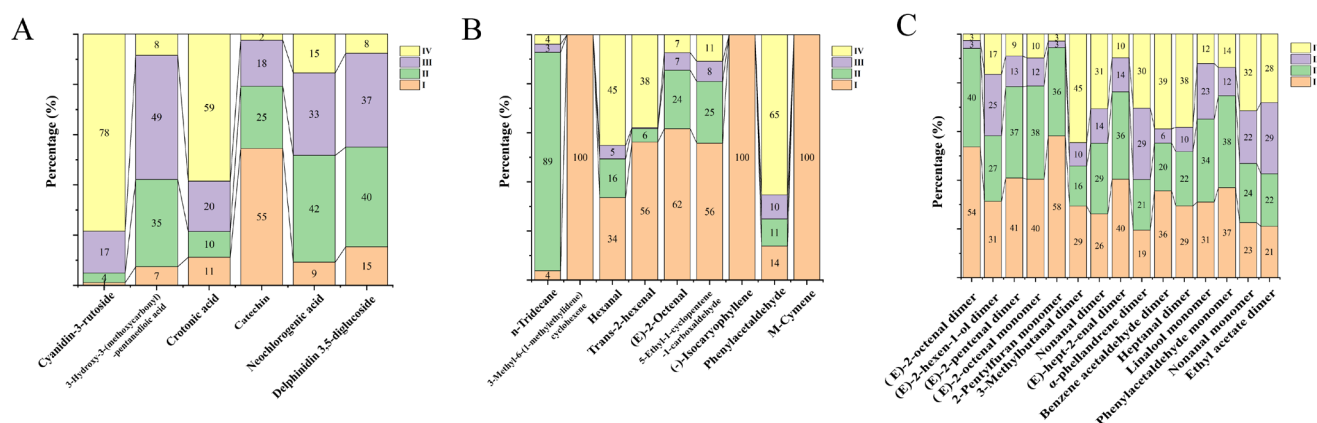 A
Percentage (%)
78
17
4
8
49
35
7
59
20
10
11
2
18
25
55
15
33
42
9
8
37
40
15
IV
III
II
I
Cyanidin-3-rutoside
3-Hydroxy-3-(methoxycarbonyl)
-pentanedioic acid
Crotonic acid
Catechin
Neochlorogenic acid
Delphinidin 3,5-diglucoside
B
Percentage (%)
4
3
89
4
100
45
5
16
34
38
6
56
7
7
24
62
11
8
25
56
100
65
10
11
14
100
IV
III
II
I
n-Tridecane
3-Methyl-6-(1-methylethylidene)
cyclohexene
Hexanal
Trans-2-hexenal
(E)-2-Octenal
5-Ethyl-1-cyclopentene
-1-carboxaldehyde
(-)-Isocaryophyllene
Phenylacetaldehyde
M-Cymene
C
Percentage (%)
3
3
40
54
17
25
27
31
9
13
37
41
10
12
38
40
3
3
36
58
45
10
16
29
31
14
29
26
10
14
36
40
30
29
21
19
39
6
20
36
38
10
22
29
12
23
34
31
14
12
38
37
32
22
24
23
28
29
22
21
I
I
I
I
( E)-2-octenal dimer
(E)-2-hexen-1-ol dimer
(E)-2-pentenal dimer
( E)-2-octenal monomer
2-Pentylfuran monomer
3-Methylbutanal dimer
Nonanal dimer
(E)-hept-2-enal dimer
α-phellandrene dimer
Benzene acetaldehyde dimer
Heptanal dimer
Linalool monomer
Phenylacetaldehyde monomer
Nonanal monomer
Ethyl acetate dimer